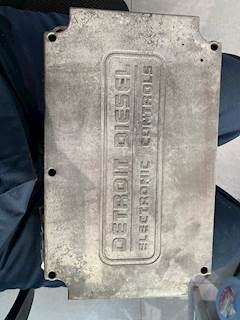 DETROIT DIESEL
ELECTRONIC CONTROLS